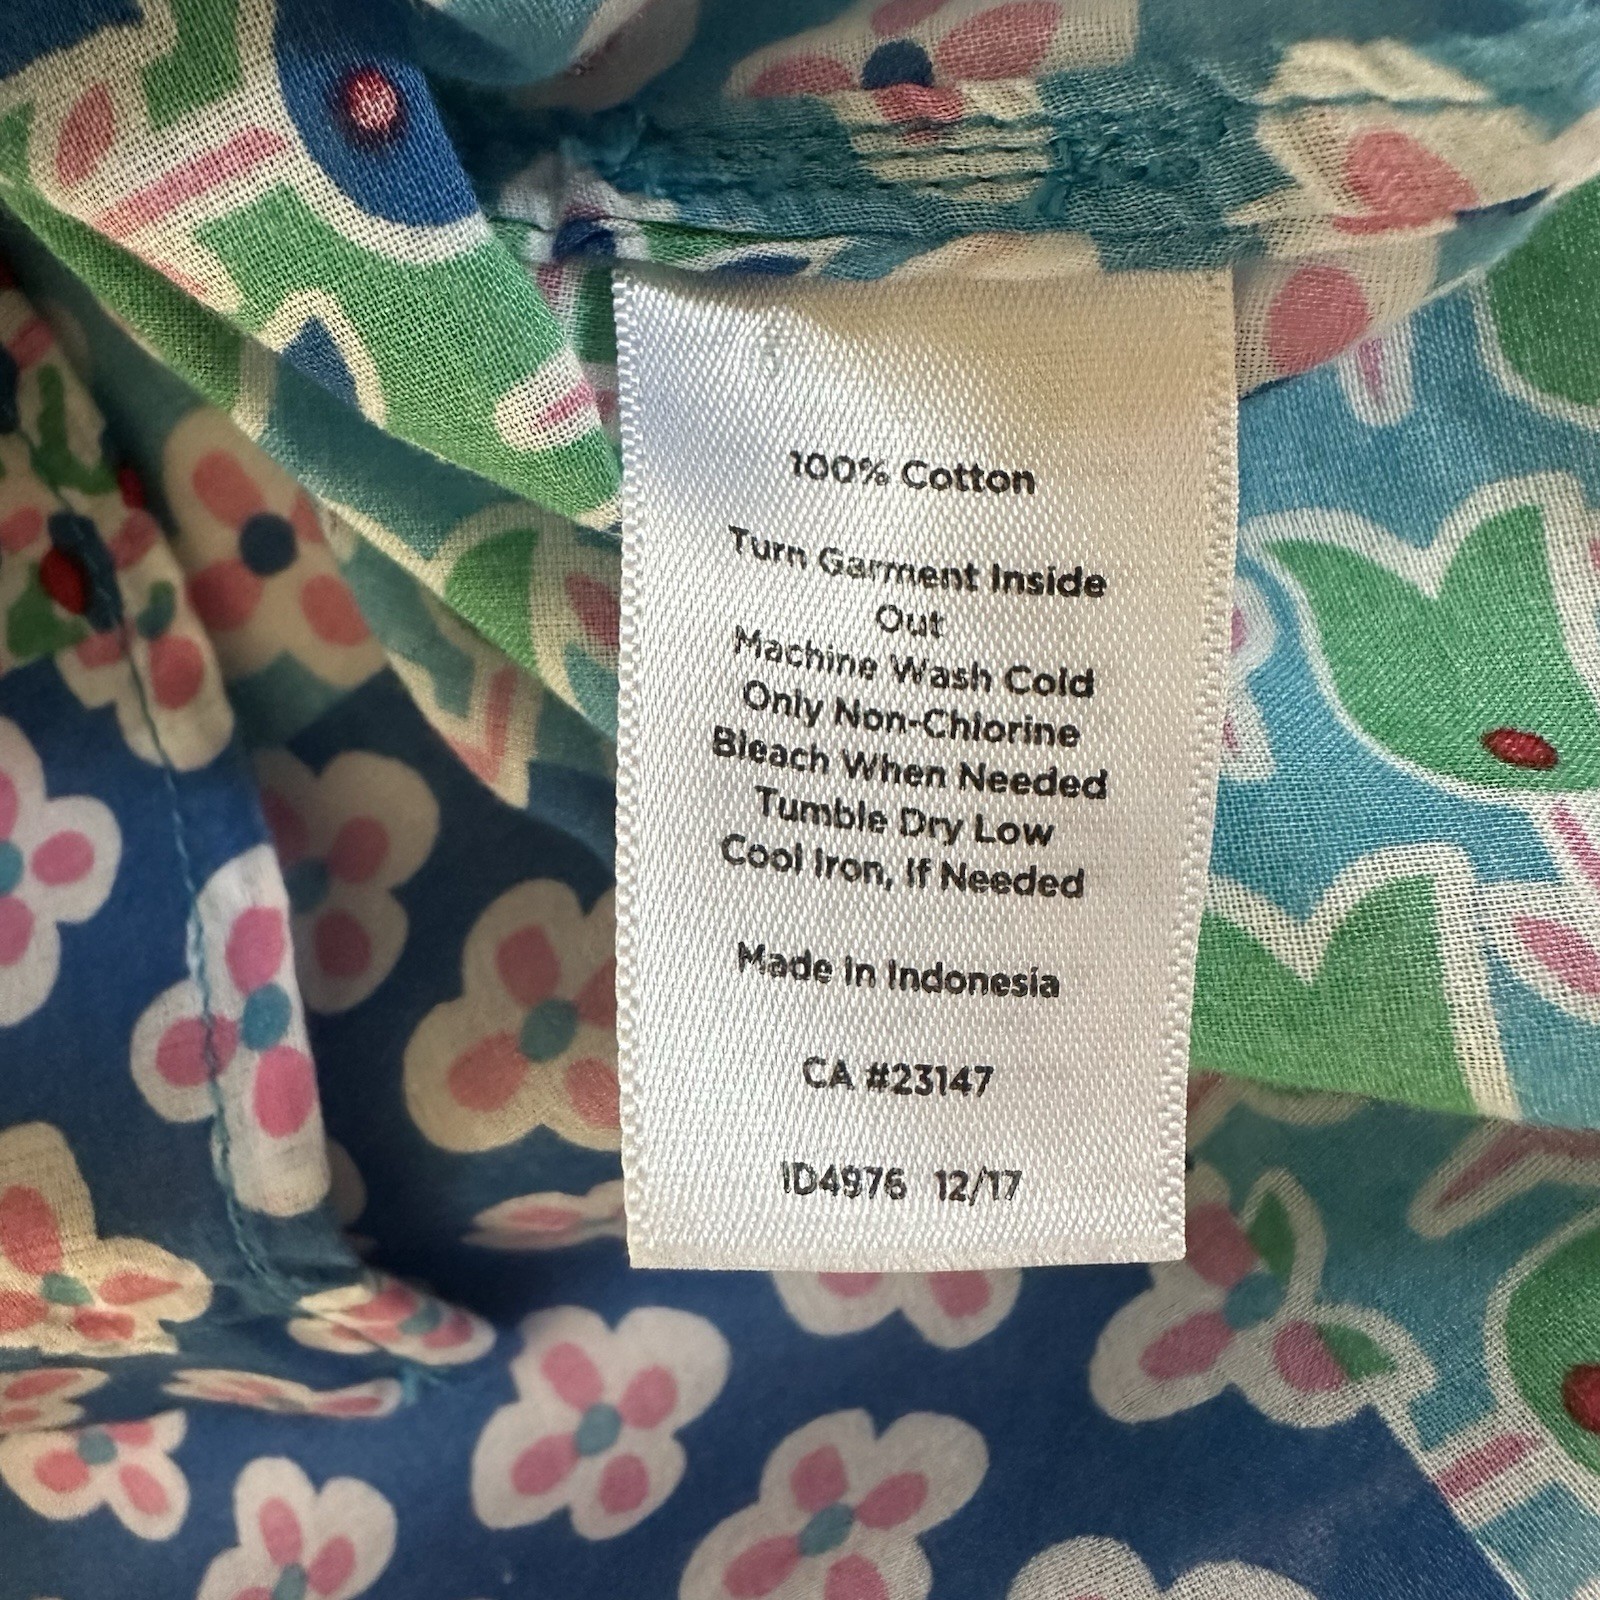 100% Cotton
Turn Garment Inside
Out
Machine Wash Cold
Only Non-Chlorine
Bleach When Needed
Tumble Dry Low
Cool Iron, If Needed
Made In Indonesia
CA #23147
ID4976 12/17